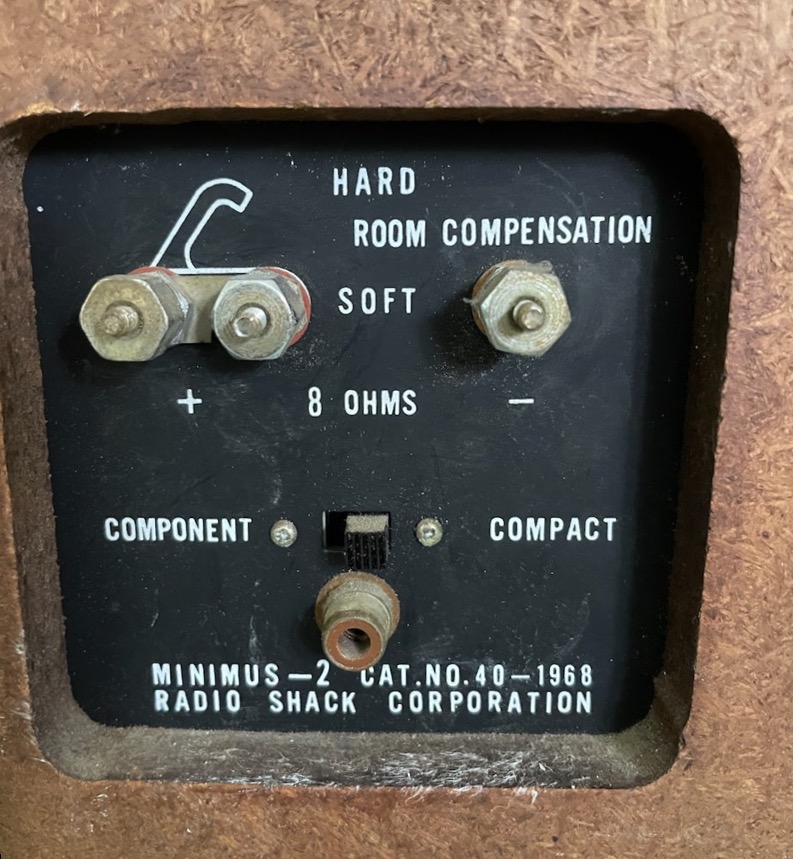 HARD
ROOM COMPENSATION
SOFT
+ 8 OHMS −
COMPONENT COMPACT
MINIMUS−2 CAT.NO.40−1968
RADIO SHACK CORPORATION